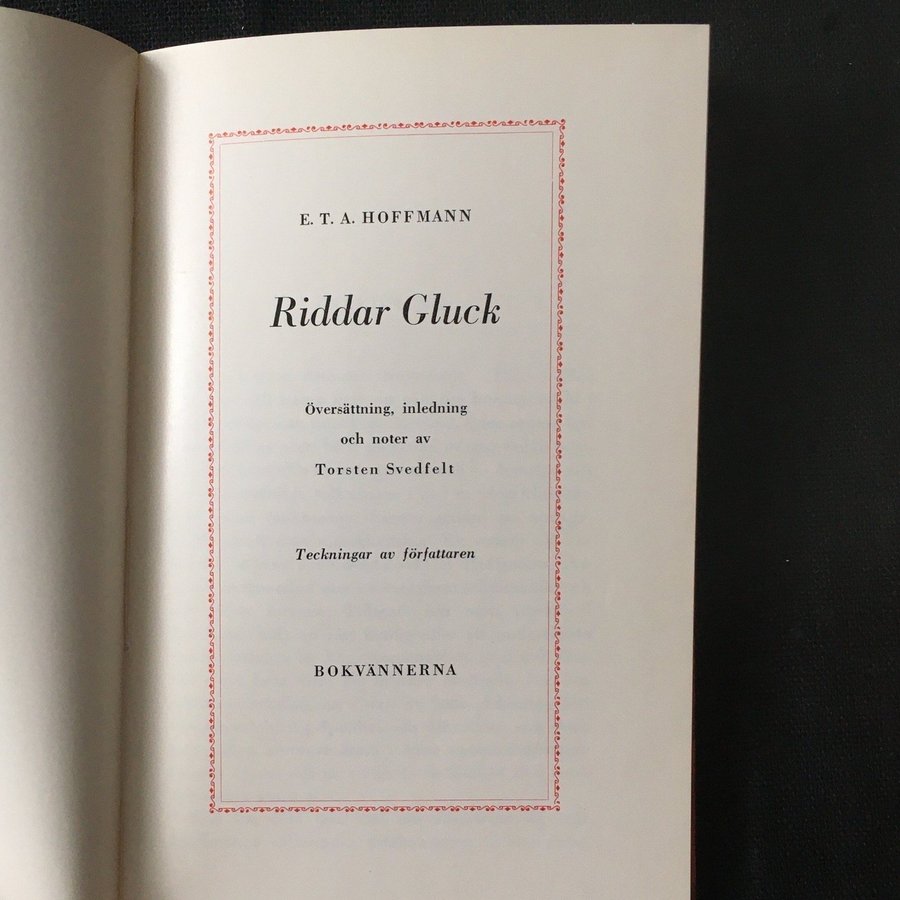 E. T. A. HOFFMANN
Riddar Gluck
Översättning, inledning
och noter av
Torsten Svedfelt
Teckningar av författaren
BOKVÄNNERNA